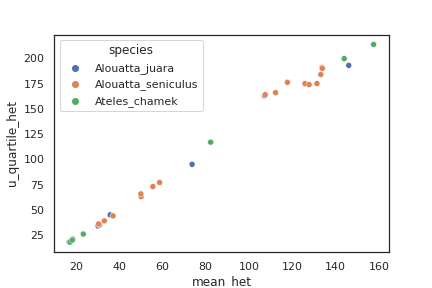 species
Alouatta_juara
Alouatta_seniculus
Ateles_chamek
u_quartile_het
200
175
150
125
100
75
50
25
20 40 60 80 100 120 140 160
mean_het